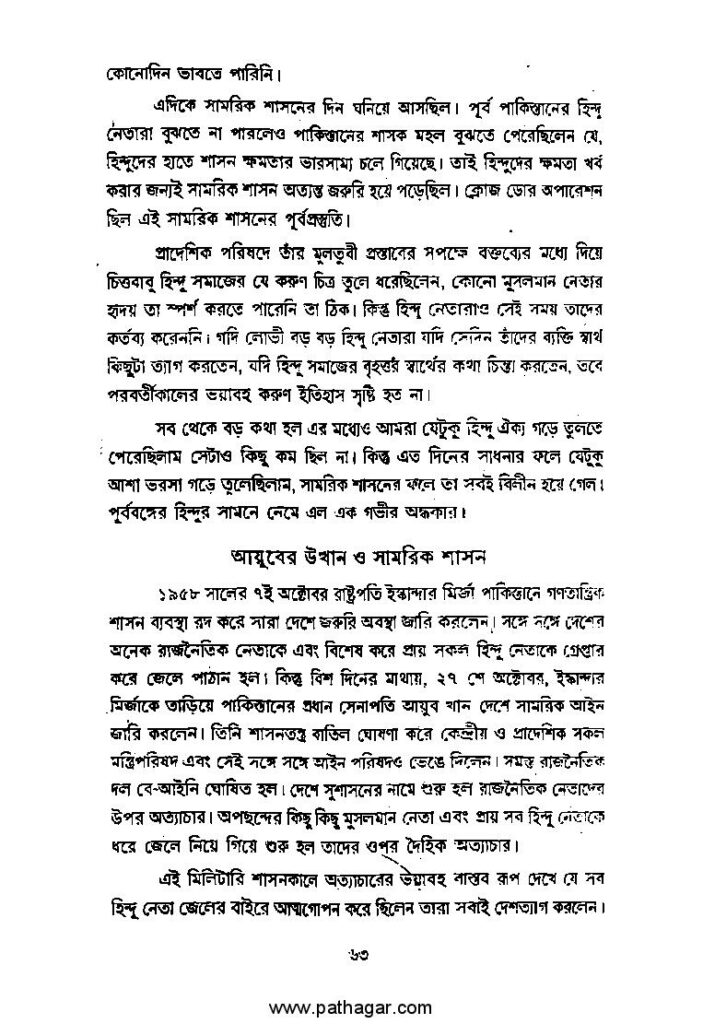 কোনোদিন ভাবতে পারিনি।
এদিকে সামরিক শাসনের দিন ঘনিয়ে আসছিল। পূর্ব পাকিস্তানের হিন্দু
নেতারা বুঝতে না পারলেও পাকিস্তানের শাসক মহল বুঝতে পেরেছিলেন যে,
হিন্দুদের হাতে শাসন ক্ষমতার ভারসাম্য চলে গিয়েছে। তাই হিন্দুদের ক্ষমতা খর্ব
করার জন্যই সামরিক শাসন অত্যন্ত জরুরি হয়ে পড়েছিল। ক্লোজ ডোর অপারেশন
ছিল এই সামরিক শাসনের পূর্বপ্রস্তুতি।
প্রাদেশিক পরিষদে তাঁর মুলতুবী প্রস্তাবের সপক্ষে বক্তব্যের মধ্যে দিয়ে
চিত্তবাবু হিন্দু সমাজের যে করুণ চিত্র তুলে ধরেছিলেন, কোনো মুসলমান নেতার
হৃদয় তা স্পর্শ করতে পারেনি তা ঠিক। কিন্তু হিন্দু নেতারাও সেই সময় তাদের
কর্তব্য করেননি। গদি লোভী বড় বড় হিন্দু নেতারা যদি সেদিন তাঁদের ব্যক্তি স্বার্থ
কিছুটা ত্যাগ করতেন, যদি হিন্দু সমাজের বৃহত্তর স্বার্থের কথা চিন্তা করতেন, তবে
পরবর্তীকালের ভয়াবহ করুণ ইতিহাস সৃষ্টি হত না।
সব থেকে বড় কথা হল এর মধ্যেও আমরা যেটুকু হিন্দু ঐক্য গড়ে তুলতে
পেরেছিলাম সেটাও কিছু কম ছিল না। কিন্তু এত দিনের সাধনার ফলে যেটুকু
আশা ভরসা গড়ে তুলেছিলাম, সামরিক শাসনের ফলে তা সবই বিলীন হয়ে গেল।
পূর্ববঙ্গের হিন্দুর সামনে নেমে এল এক গভীর অন্ধকার।
আয়ুবের উত্থান ও সামরিক শাসন
১৯৫৮ সালের ৭ই অক্টোবর রাষ্ট্রপতি ইস্কান্দার মির্জা পাকিস্তানে গণতান্ত্রিক
শাসন ব্যবস্থা রদ করে সারা দেশে জরুরি অবস্থা জারি করলেন। সঙ্গে সঙ্গে দেশের
অনেক রাজনৈতিক নেতাকে এবং বিশেষ করে প্রায় সকল হিন্দু নেতাকে গ্রেপ্তার
করে জেলে পাঠান হল। কিন্তু বিশ দিনের মাথায়, ২৭ শে অক্টোবর, ইস্কান্দার
মির্জাকে তাড়িয়ে পাকিস্তানের প্রধান সেনাপতি আয়ুব খান দেশে সামরিক আইন
জারি করলেন। তিনি শাসনতন্ত্র বাতিল ঘোষণা করে কেন্দ্রীয় ও প্রাদেশিক সকল
মন্ত্রিপরিষদ এবং সেই সঙ্গে সঙ্গে আইন পরিষদও ভেঙে দিলেন। সমস্ত রাজনৈতিক
দল বে-আইনি ঘোষিত হল। দেশে সুশাসনের নামে শুরু হল রাজনৈতিক নেতাদের
উপর অত্যাচার। অপছন্দের কিছু কিছু মুসলমান নেতা এবং প্রায় সব হিন্দু নেতাকে
ধরে জেলে নিয়ে গিয়ে শুরু হল তাদের ওপর দৈহিক অত্যাচার।
এই মিলিটারি শাসনকালে অত্যাচারের ভয়াবহ বাস্তব রূপ দেখে যে সব
হিন্দু নেতা জেলের বাইরে আত্মগোপন করে ছিলেন তারা সবাই দেশত্যাগ করলেন।
৬৩
www.pathagar.com